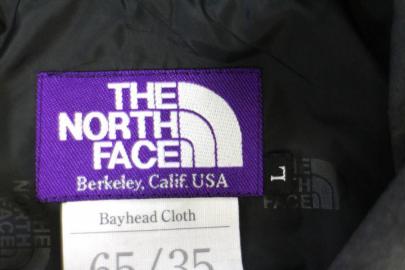 THE
NORTH
FACE
Berkeley, Calif. USA
L
Bayhead Cloth
65/35